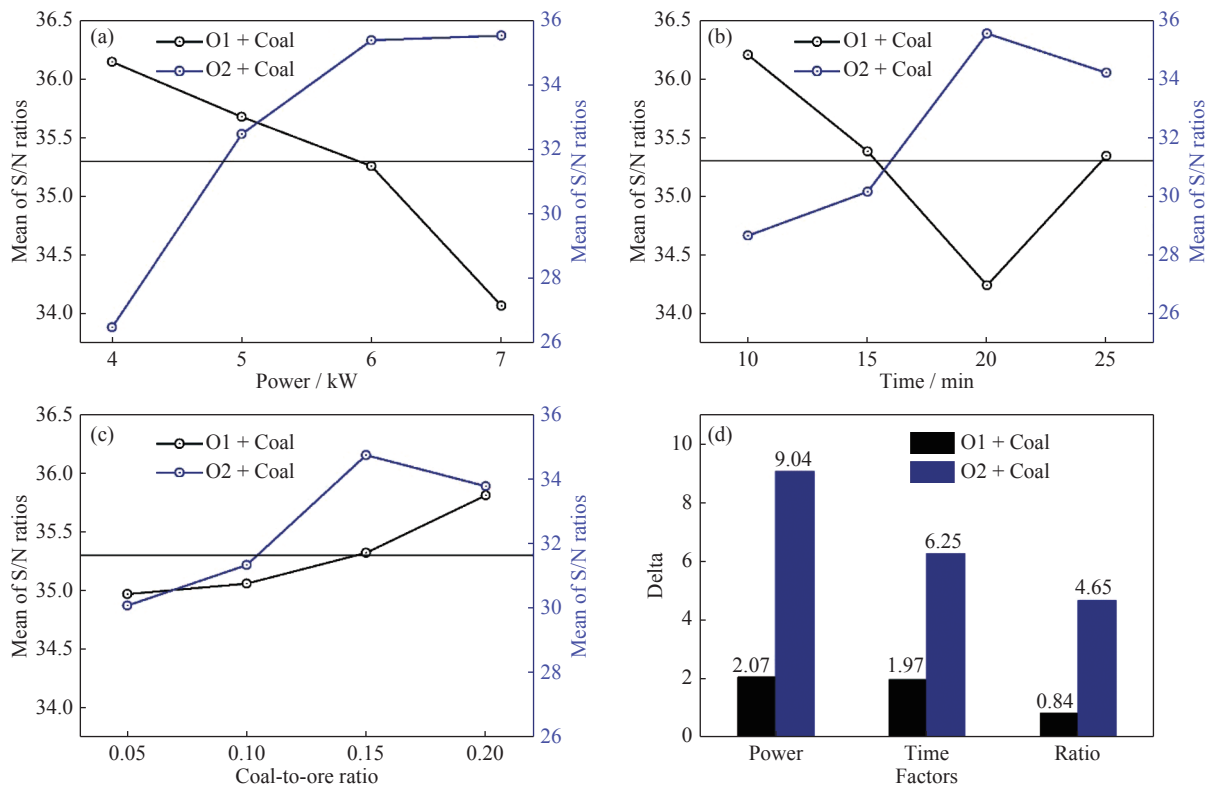 (a)
O1 + Coal
O2 + Coal
36.5
36.0
35.5
35.0
34.5
34.0
Mean of S/N ratios
36
34
32
30
28
26
Mean of S/N ratios
4 5 6 7
Power / kW
(b)
O1 + Coal
O2 + Coal
36.5
36.0
35.5
35.0
34.5
34.0
Mean of S/N ratios
36
34
32
30
28
26
Mean of S/N ratios
10 15 20 25
Time / min
(c)
O1 + Coal
O2 + Coal
36.5
36.0
35.5
35.0
34.5
34.0
Mean of S/N ratios
36
34
32
30
28
26
Mean of S/N ratios
0.05 0.10 0.15 0.20
Coal-to-ore ratio
(d)
O1 + Coal
O2 + Coal
10
8
6
4
2
0
Delta
2.07
9.04
1.97
6.25
0.84
4.65
Power Time Ratio
Factors